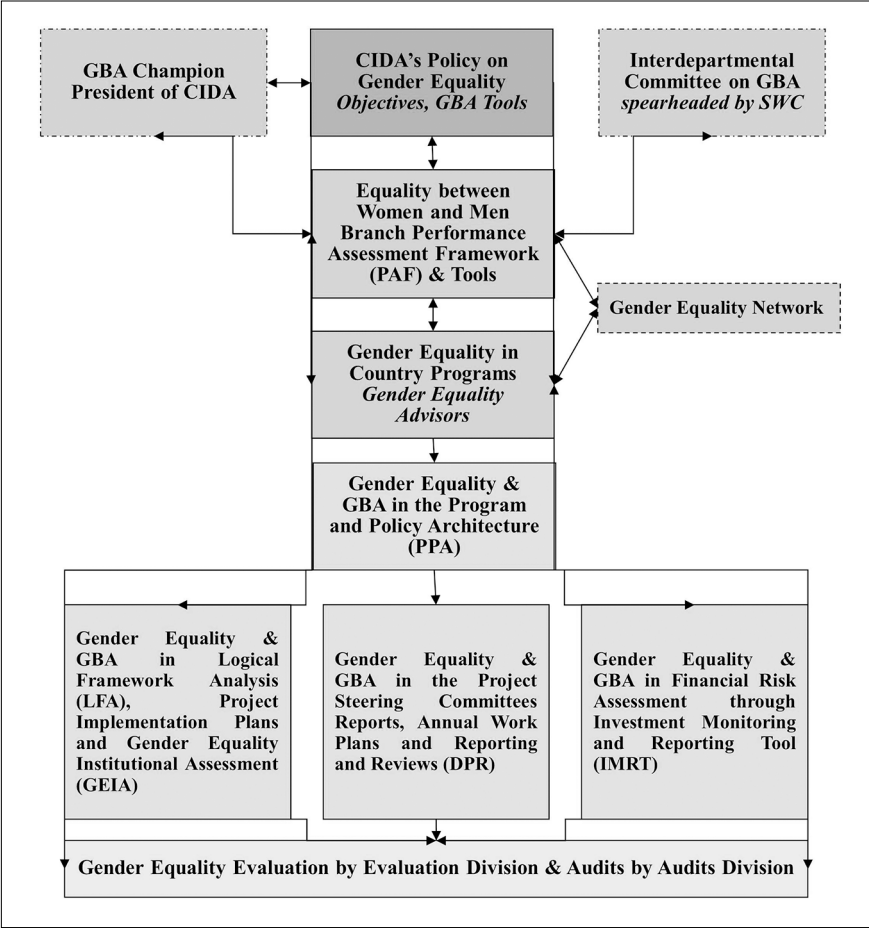 GBA Champion
President of CIDA
CIDA’s Policy on
Gender Equality
Objectives, GBA Tools
Interdepartmental
Committee on GBA
spearheaded by SWC
Equality between
Women and Men
Branch Performance
Assessment Framework
(PAF) & Tools
Gender Equality Network
Gender Equality in
Country Programs
Gender Equality
Advisors
Gender Equality &
GBA in the Program
and Policy Architecture
(PPA)
Gender Equality &
GBA in Logical
Framework Analysis
(LFA), Project
Implementation Plans
and Gender Equality
Institutional Assessment
(GEIA)
Gender Equality &
GBA in the Project
Steering Committees
Reports, Annual Work
Plans and Reporting
and Reviews (DPR)
Gender Equality &
GBA in Financial Risk
Assessment through
Investment Monitoring
and Reporting Tool
(IMRT)
Gender Equality Evaluation by Evaluation Division & Audits by Audits Division